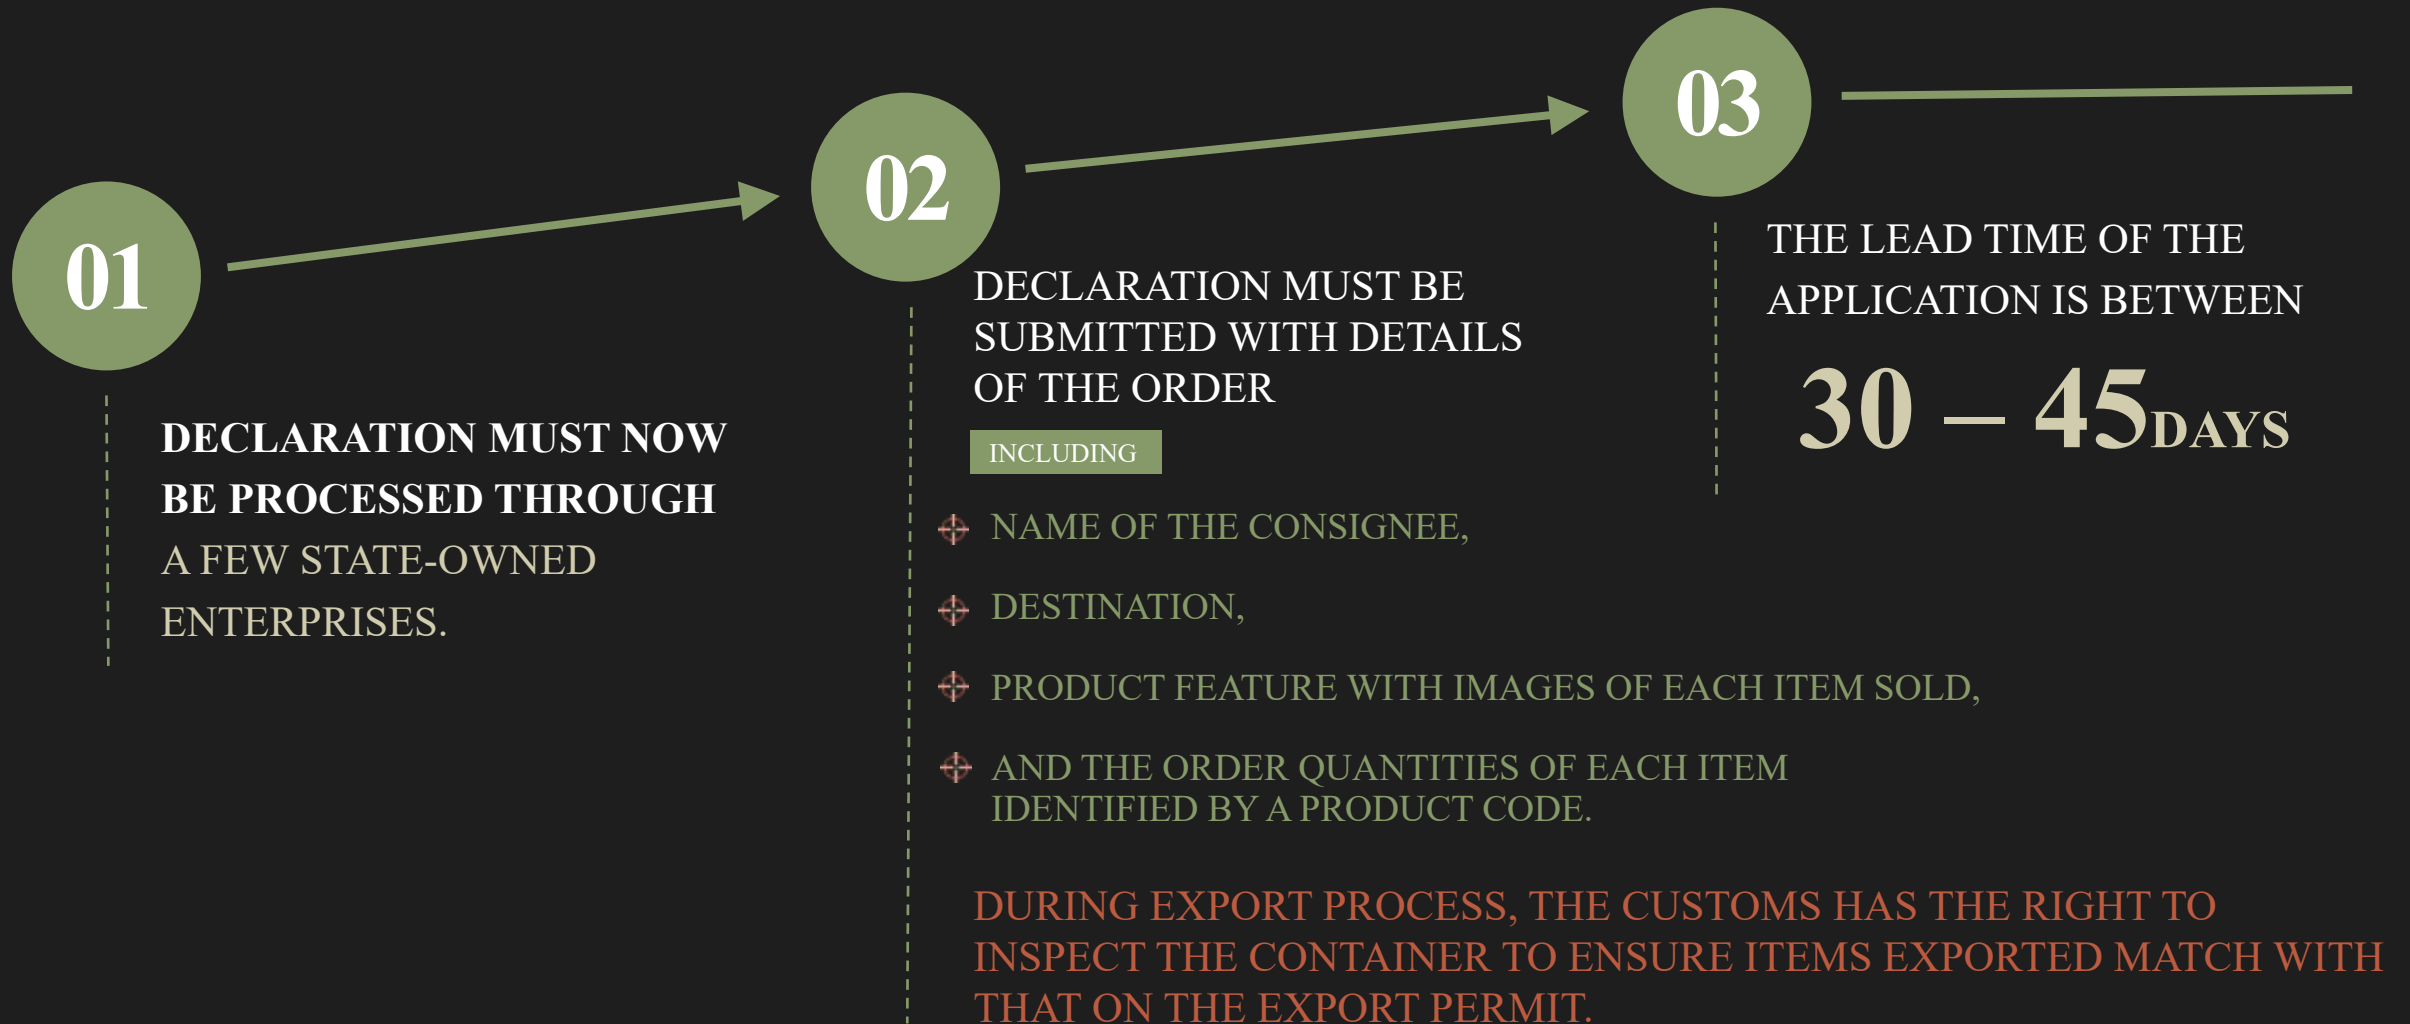 01
DECLARATION MUST NOW
BE PROCESSED THROUGH
A FEW STATE-OWNED
ENTERPRISES.
02
DECLARATION MUST BE
SUBMITTED WITH DETAILS
OF THE ORDER
INCLUDING
NAME OF THE CONSIGNEE,
DESTINATION,
PRODUCT FEATURE WITH IMAGES OF EACH ITEM SOLD,
AND THE ORDER QUANTITIES OF EACH ITEM
IDENTIFIED BY A PRODUCT CODE.
DURING EXPORT PROCESS, THE CUSTOMS HAS THE RIGHT TO
INSPECT THE CONTAINER TO ENSURE ITEMS EXPORTED MATCH WITH
THAT ON THE EXPORT PERMIT.
03
THE LEAD TIME OF THE
APPLICATION IS BETWEEN
30 – 45DAYS